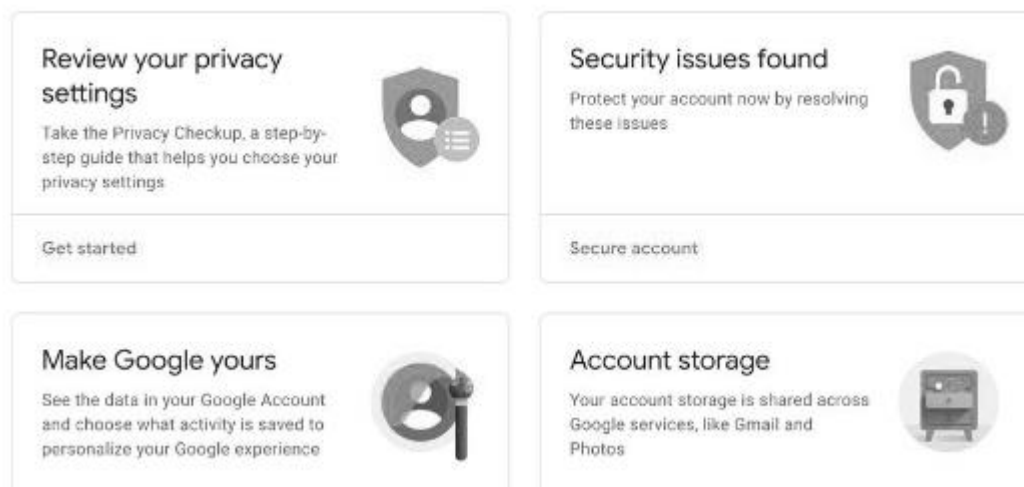 Review your privacy
settings
Take the Privacy Checkup, a step-by-
step guide that helps you choose your
privacy settings
Get started
Security issues found
Protect your account now by resolving
these issues
Secure account
Make Google yours
See the data in your Google Account
and choose what activity is saved to
personalize your Google experience
Account storage
Your account storage is shared across
Google services, like Gmail and
Photos